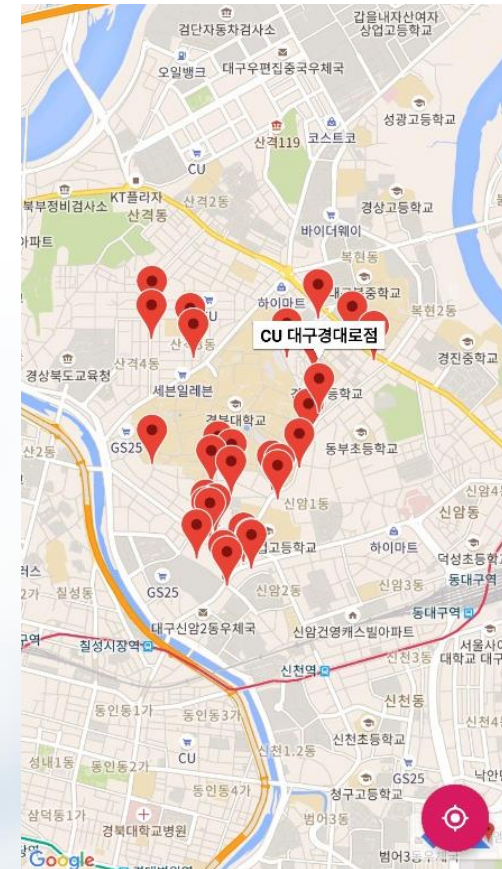 갑을내자산여자
상업고등학교
검단자동차검사소
오일뱅크
대구우편집중국우체국
성광고등학교
산격119
코스트코
CU
KT플라자
산격2동
북부정비검사소
산격동
경상고등학교
바이더웨이
아파트
복현동
하이마트
복현2동
CU 대구경대로점
산격4동
경진중학교
경상북도교육청
세븐일레븐
경북대학교
GS25
동부초등학교
산2동
신암1동
신암4동
신암동
하이마트
덕성초등학교
동대구역
칠성동
2가
GS25
신암2동
신암3동
대구신암2동우체국
동대구역
신암건영캐스빌아파트
칠성시장역
신천역
신천3동
대학교 대구
동인동1가
동인동3가
신천동
신천초등학교
신천4동
성내1동
동인동2가
CU
신천1.2동
GS25
동인동4가
청구고등학교
삼덕동1가
경북대학교병원
범어3동
Google